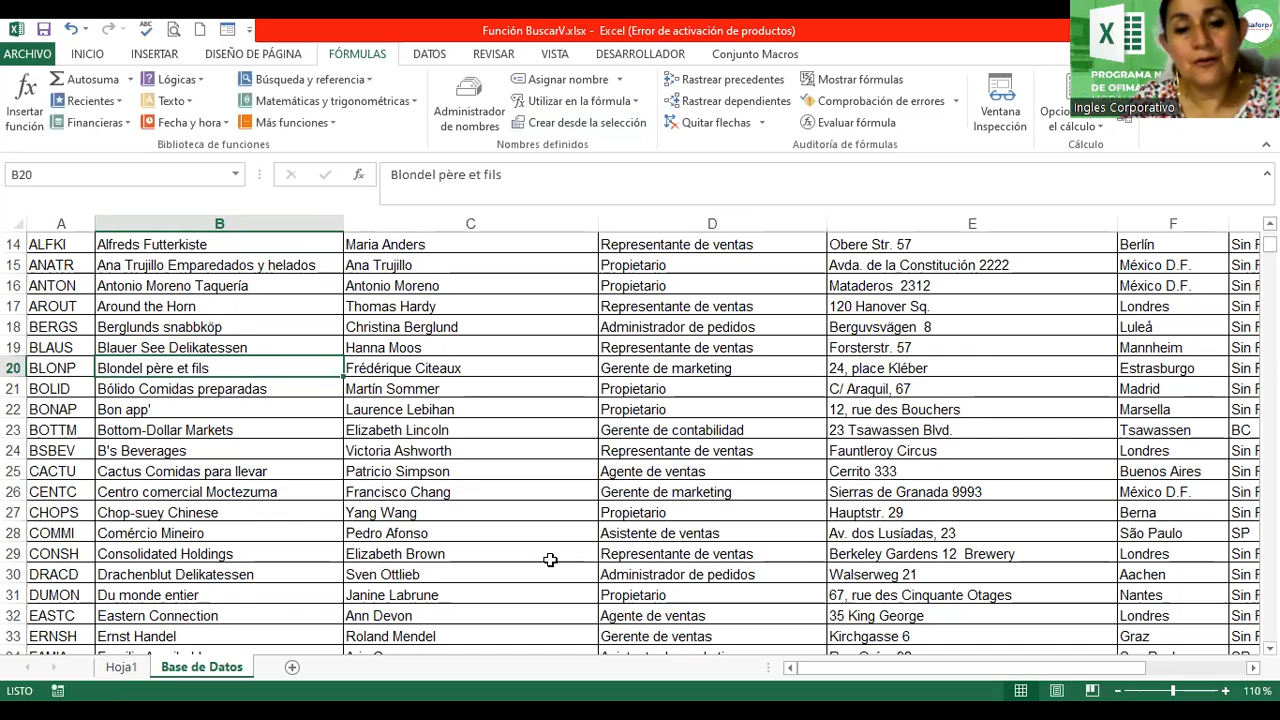 Función BuscarV.xlsx - Excel (Error de activación de productos)
ARCHIVO INICIO INSERTAR DISEÑO DE PÁGINA FÓRMULAS DATOS REVISAR VISTA DESARROLLADOR Conjunto Macros
PROGRAMA N
DE OFIMA
Ingles Corporativo
Insertar función
Autosuma Lógicas Búsqueda y referencia
Recientes Texto Matemáticas y trigonométricas
Financieras Fecha y hora Más funciones
Biblioteca de funciones
Administrador de nombres
Asignar nombre
Utilizar en la fórmula
Crear desde la selección
Nombres definidos
Rastrear precedentes Mostrar fórmulas
Rastrear dependientes Comprobación de errores
Quitar flechas Evaluar fórmula
Auditoría de fórmulas
Ventana Inspección
el cálculo
Cálculo
B20 fx Blondel père et fils
A B C D E F
14 ALFKI Alfreds Futterkiste Maria Anders Representante de ventas Obere Str. 57 Berlín
15 ANATR Ana Trujillo Emparedados y helados Ana Trujillo Propietario Avda. de la Constitución 2222 México D.F.
16 ANTON Antonio Moreno Taquería Antonio Moreno Propietario Mataderos 2312 México D.F.
17 AROUT Around the Horn Thomas Hardy Representante de ventas 120 Hanover Sq. Londres
18 BERGS Berglunds snabbköp Christina Berglund Administrador de pedidos Berguvsvägen 8 Luleå
19 BLAUS Blauer See Delikatessen Hanna Moos Representante de ventas Forsterstr. 57 Mannheim
20 BLONP Blondel père et fils Frédérique Citeaux Gerente de marketing 24, place Kléber Estrasburgo
21 BOLID Bólido Comidas preparadas Martín Sommer Propietario C/ Araquil, 67 Madrid
22 BONAP Bon app' Laurence Lebihan Propietario 12, rue des Bouchers Marsella
23 BOTTM Bottom-Dollar Markets Elizabeth Lincoln Gerente de contabilidad 23 Tsawassen Blvd. Tsawassen BC
24 BSBEV B's Beverages Victoria Ashworth Representante de ventas Fauntleroy Circus Londres
25 CACTU Cactus Comidas para llevar Patricio Simpson Agente de ventas Cerrito 333 Buenos Aires
26 CENTC Centro comercial Moctezuma Francisco Chang Gerente de marketing Sierras de Granada 9993 México D.F.
27 CHOPS Chop-suey Chinese Yang Wang Propietario Hauptstr. 29 Berna
28 COMMI Comércio Mineiro Pedro Afonso Asistente de ventas Av. dos Lusíadas, 23 São Paulo SP
29 CONSH Consolidated Holdings Elizabeth Brown Representante de ventas Berkeley Gardens 12 Brewery Londres
30 DRACD Drachenblut Delikatessen Sven Ottlieb Administrador de pedidos Walserweg 21 Aachen
31 DUMON Du monde entier Janine Labrune Propietario 67, rue des Cinquante Otages Nantes
32 EASTC Eastern Connection Ann Devon Agente de ventas 35 King George Londres
33 ERNSH Ernst Handel Roland Mendel Gerente de ventas Kirchgasse 6 Graz
Hoja1 Base de Datos
LISTO 110 %